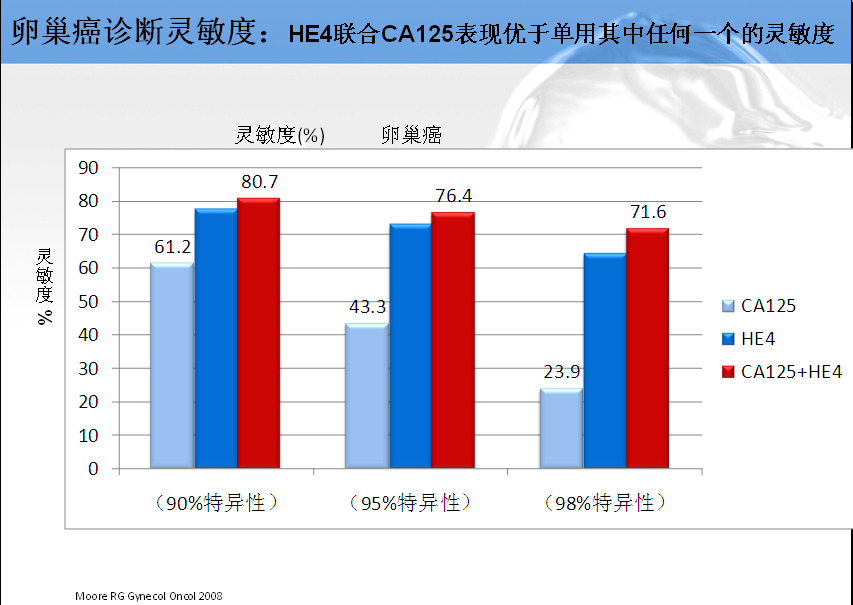 卵巢癌诊断灵敏度：HE4联合CA125表现优于单用其中任何一个的灵敏度
灵敏度(%) 卵巢癌
灵敏度 %
90
80
70
60
50
40
30
20
10
0
61.2
80.7
43.3
76.4
23.9
71.6
（90%特异性）
（95%特异性）
（98%特异性）
CA125
HE4
CA125+HE4
Moore RG Gynecol Oncol 2008